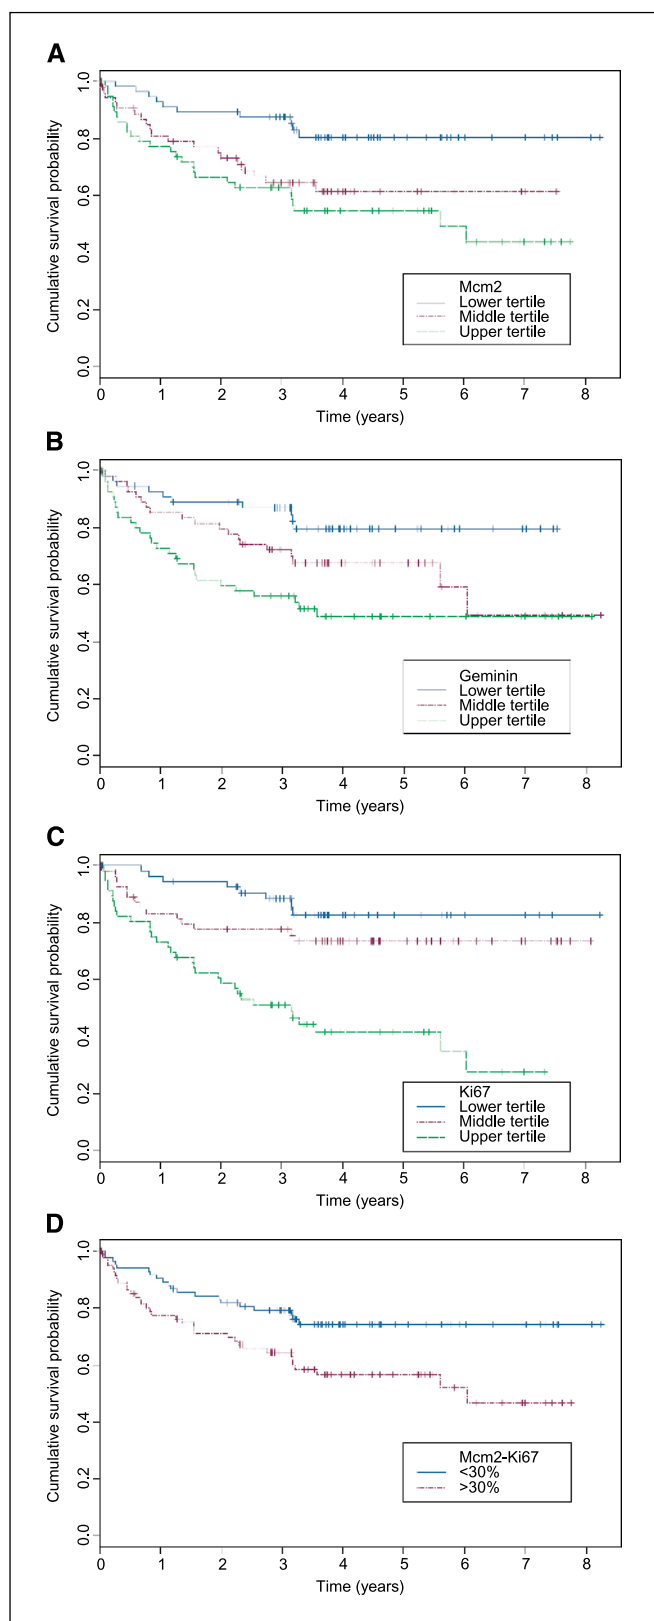 A
Cumulative survival probability
1.0
0.8
0.6
0.4
0.2
0.0
Mcm2
Lower tertile
Middle tertile
Upper tertile
0 1 2 3 4 5 6 7 8
Time (years)
B
Cumulative survival probability
1.0
0.8
0.6
0.4
0.2
0.0
Geminin
Lower tertile
Middle tertile
Upper tertile
0 1 2 3 4 5 6 7 8
Time (years)
C
Cumulative survival probability
1.0
0.8
0.6
0.4
0.2
0.0
Ki67
Lower tertile
Middle tertile
Upper tertile
0 1 2 3 4 5 6 7 8
Time (years)
D
Cumulative survival probability
1.0
0.8
0.6
0.4
0.2
0.0
Mcm2-Ki67
<30%
>30%
0 1 2 3 4 5 6 7 8
Time (years)